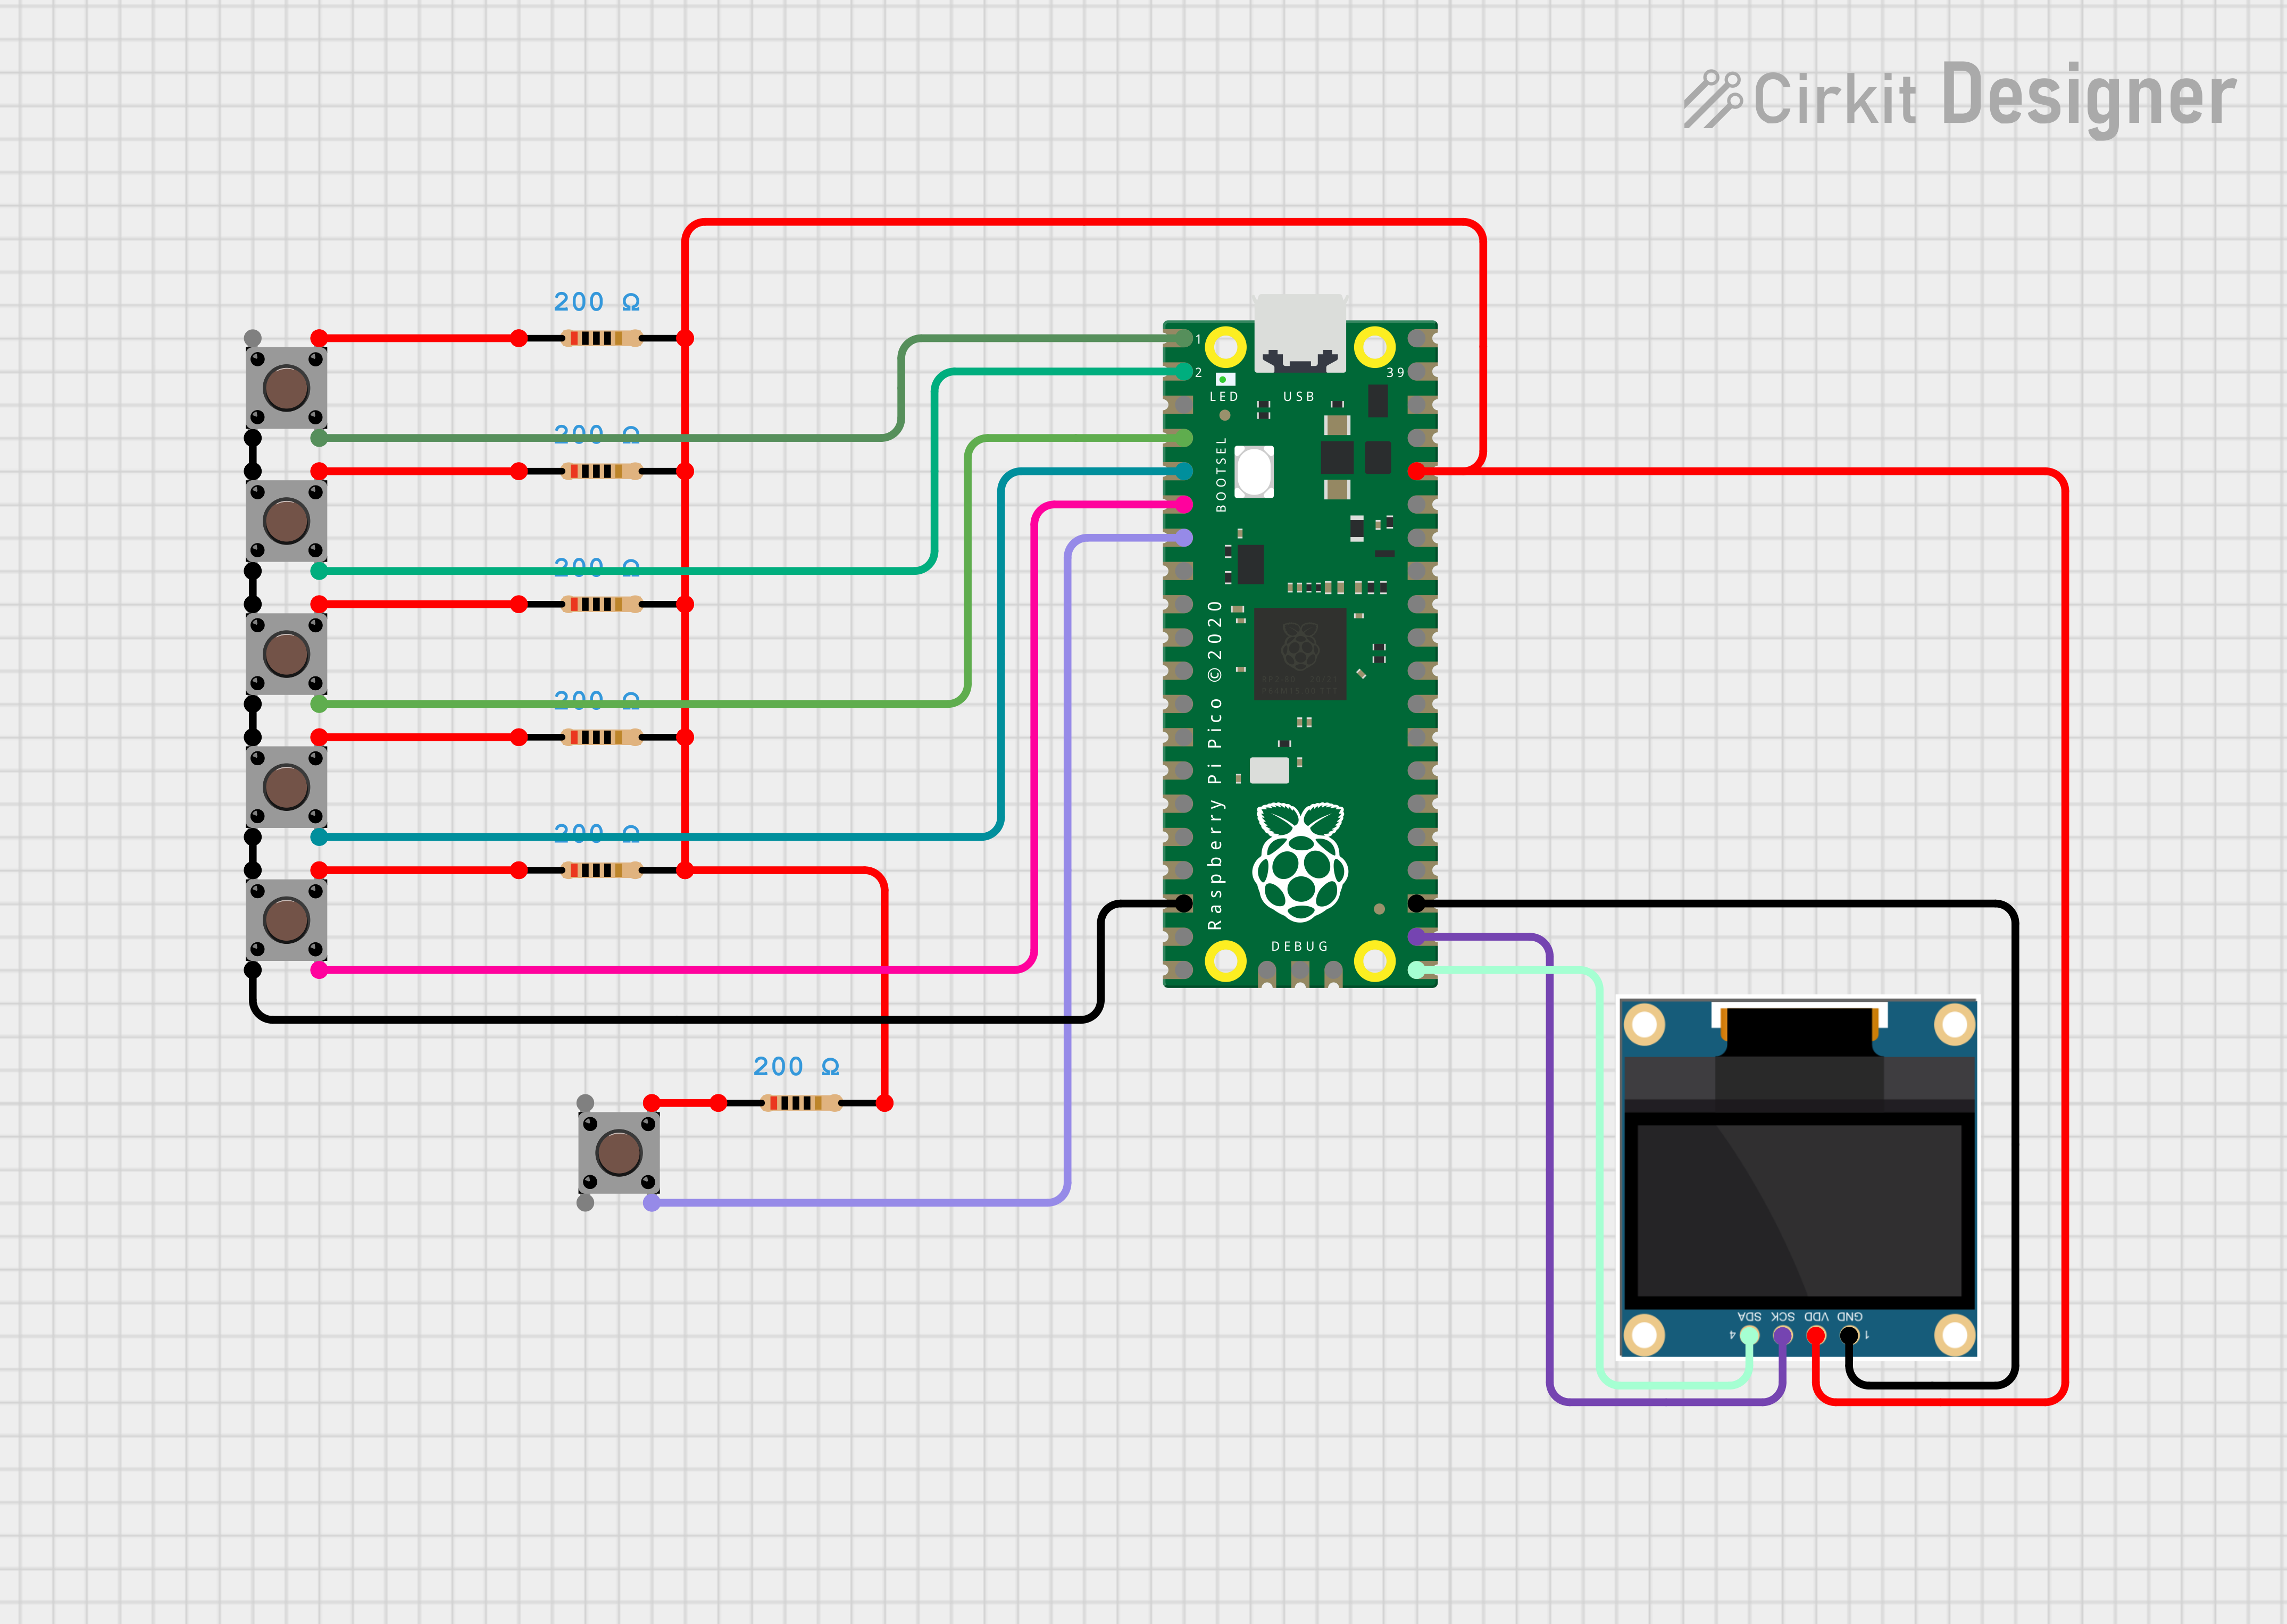 Cirkit Designer
200 Ω
1
2
39
LED
USB
200 Ω
BOOTSEL
200 Ω
Raspberry Pi Pico ©2020
200 Ω
200 Ω
DEBUG
200 Ω
SDA SCK VDD GND
4
1